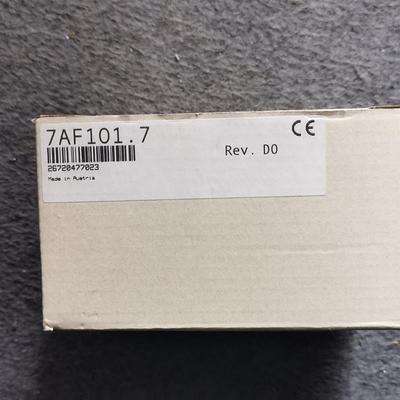 7AF101.7
CE
Rev. D0
26720477023
Made in Austria